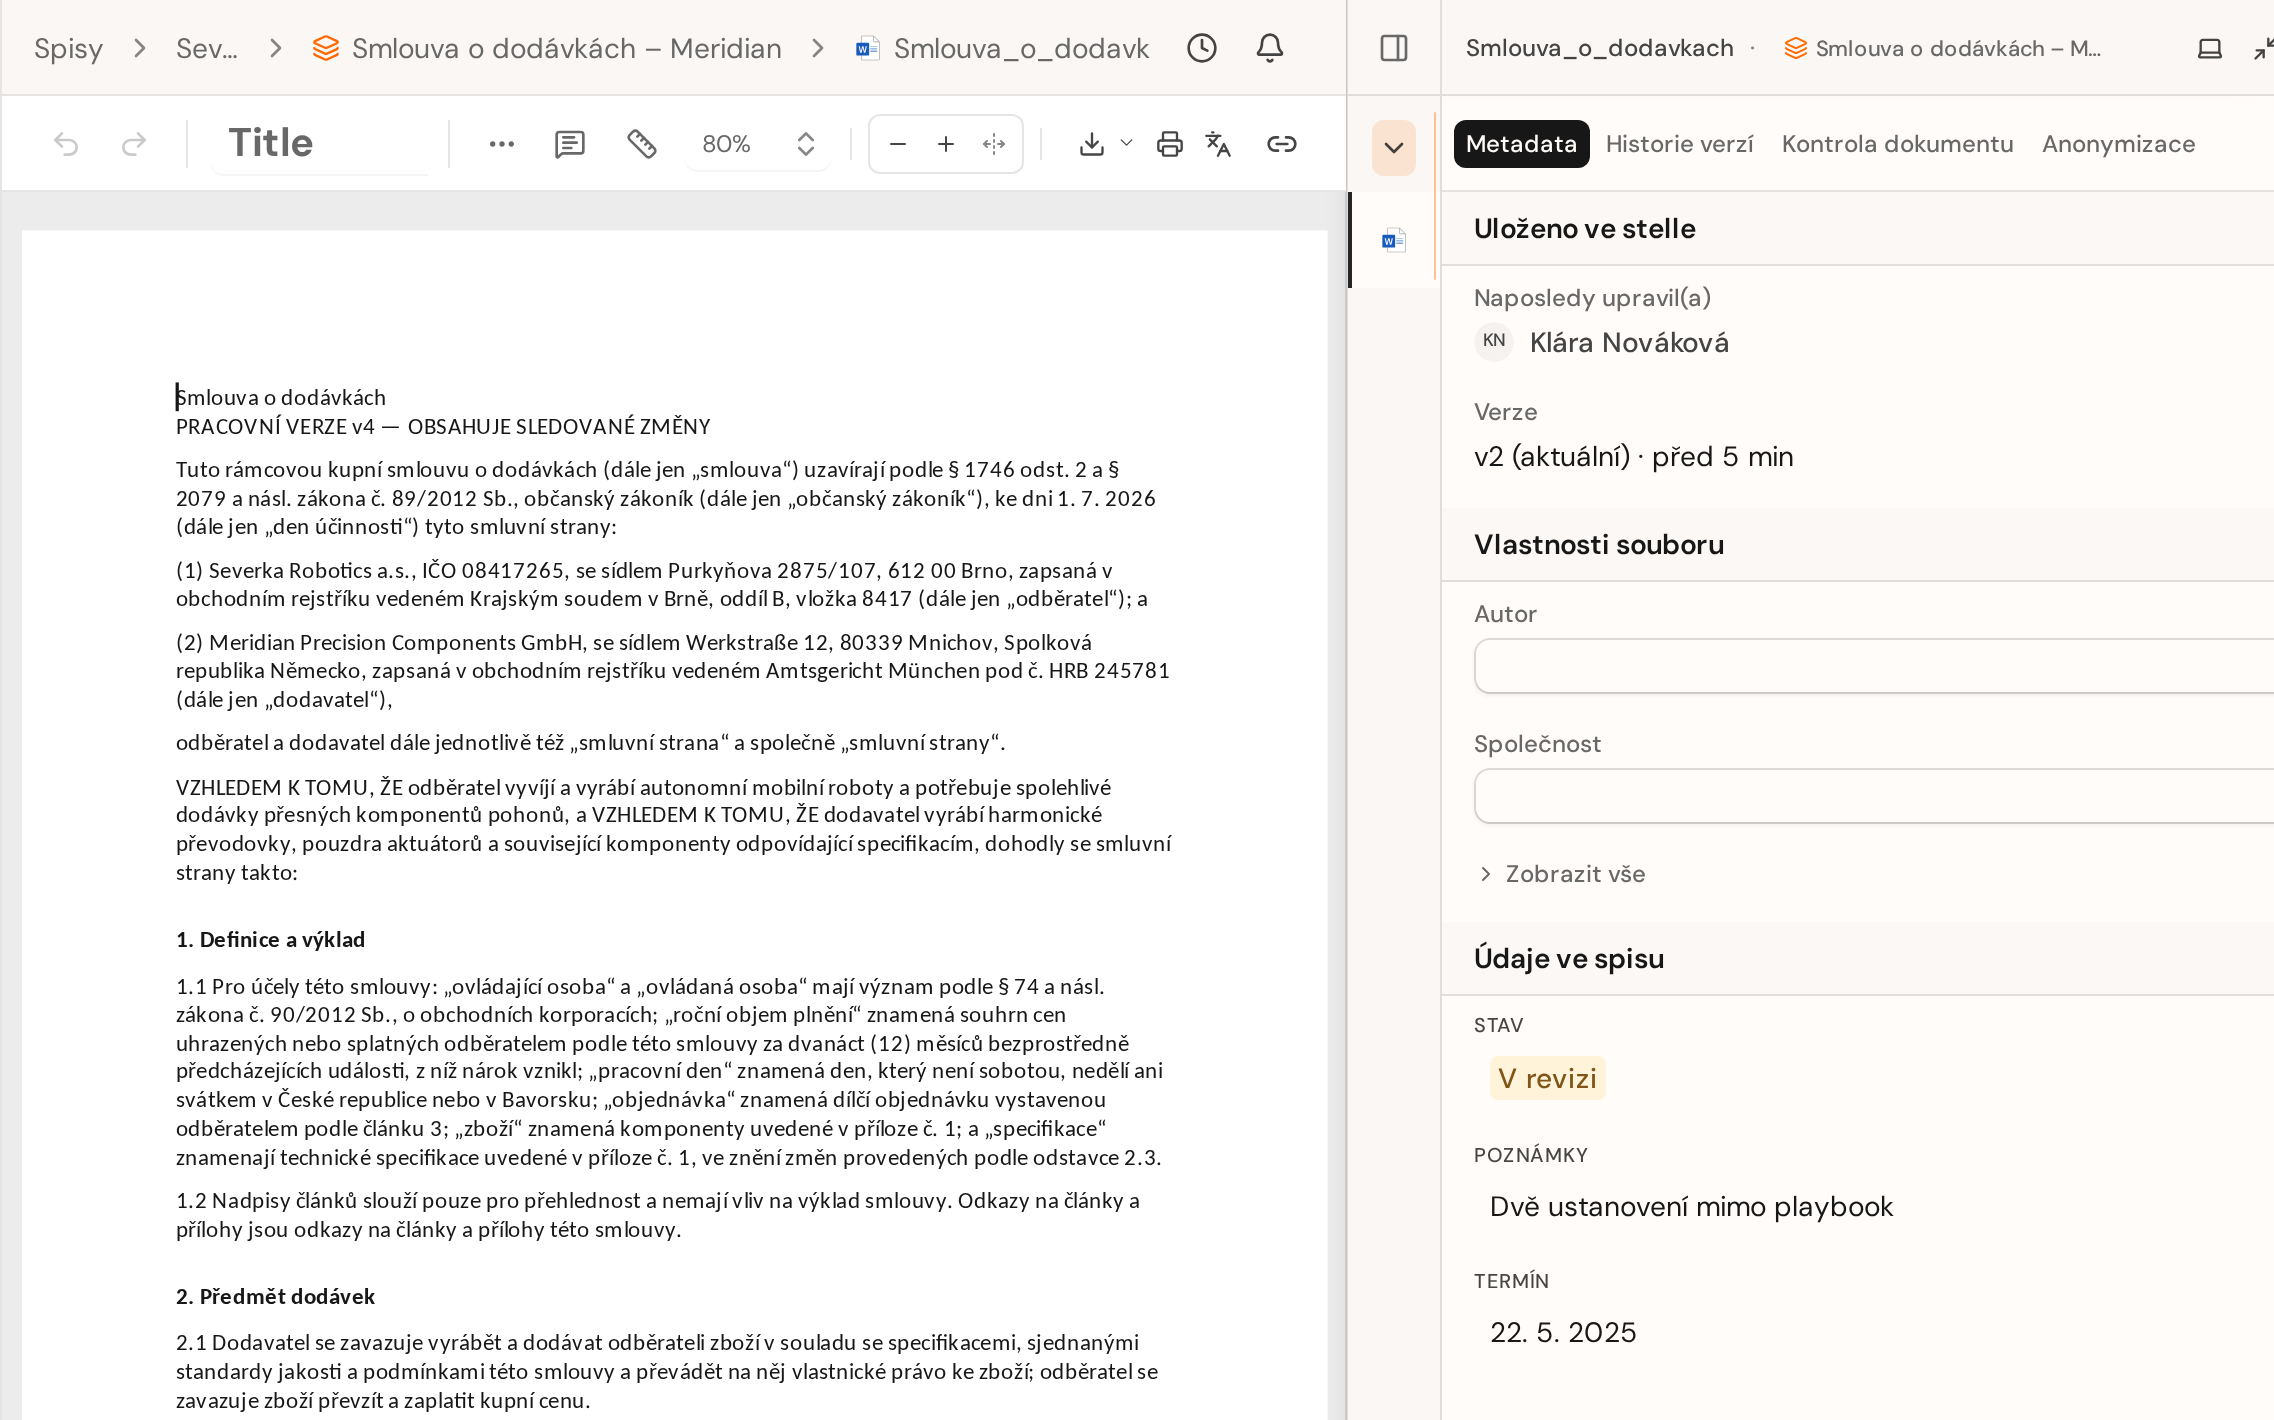 Spisy
Sev...
Smlouva o dodávkách – Meridian
Smlouva_o_dodavk
Smlouva_o_dodavkach ·
Smlouva o dodávkách – M...
Title
80%
Metadata
Historie verzí
Kontrola dokumentu
Anonymizace
Smlouva o dodávkách
PRACOVNÍ VERZE v4 — OBSAHUJE SLEDOVANÉ ZMĚNY
Tuto rámcovou kupní smlouvu o dodávkách (dále jen „smlouva“) uzavírají podle § 1746 odst. 2 a §
2079 a násl. zákona č. 89/2012 Sb., občanský zákoník (dále jen „občanský zákoník“), ke dni 1. 7. 2026
(dále jen „den účinnosti“) tyto smluvní strany:
(1) Severka Robotics a.s., IČO 08417265, se sídlem Purkyňova 2875/107, 612 00 Brno, zapsaná v
obchodním rejstříku vedeném Krajským soudem v Brně, oddíl B, vložka 8417 (dále jen „odběratel“); a
(2) Meridian Precision Components GmbH, se sídlem Werkstraße 12, 80339 Mnichov, Spolková
republika Německo, zapsaná v obchodním rejstříku vedeném Amtsgericht München pod č. HRB 245781
(dále jen „dodavatel“),
odběratel a dodavatel dále jednotlivě též „smluvní strana“ a společně „smluvní strany“.
VZHLEDEM K TOMU, ŽE odběratel vyvíjí a vyrábí autonomní mobilní roboty a potřebuje spolehlivé
dodávky přesných komponentů pohonů, a VZHLEDEM K TOMU, ŽE dodavatel vyrábí harmonické
převodovky, pouzdra aktuátorů a související komponenty odpovídající specifikacím, dohodly se smluvní
strany takto:
1. Definice a výklad
1.1 Pro účely této smlouvy: „ovládající osoba“ a „ovládaná osoba“ mají význam podle § 74 a násl.
zákona č. 90/2012 Sb., o obchodních korporacích; „roční objem plnění“ znamená souhrn cen
uhrazených nebo splatných odběratelem podle této smlouvy za dvanáct (12) měsíců bezprostředně
předcházejících události, z níž nárok vznikl; „pracovní den“ znamená den, který není sobotou, nedělí ani
svátkem v České republice nebo v Bavorsku; „objednávka“ znamená dílčí objednávku vystavenou
odběratelem podle článku 3; „zboží“ znamená komponenty uvedené v příloze č. 1; a „specifikace“
znamenají technické specifikace uvedené v příloze č. 1, ve znění změn provedených podle odstavce 2.3.
1.2 Nadpisy článků slouží pouze pro přehlednost a nemají vliv na výklad smlouvy. Odkazy na články a
přílohy jsou odkazy na články a přílohy této smlouvy.
2. Předmět dodávek
2.1 Dodavatel se zavazuje vyrábět a dodávat odběrateli zboží v souladu se specifikacemi, sjednanými
standardy jakosti a podmínkami této smlouvy a převádět na něj vlastnické právo ke zboží; odběratel se
zavazuje zboží převzít a zaplatit kupní cenu.
Uloženo ve stelle
Naposledy upravil(a)
KN
Klára Nováková
Verze
v2 (aktuální) · před 5 min
Vlastnosti souboru
Autor
Společnost
Zobrazit vše
Údaje ve spisu
STAV
V revizi
POZNÁMKY
Dvě ustanovení mimo playbook
TERMÍN
22. 5. 2025